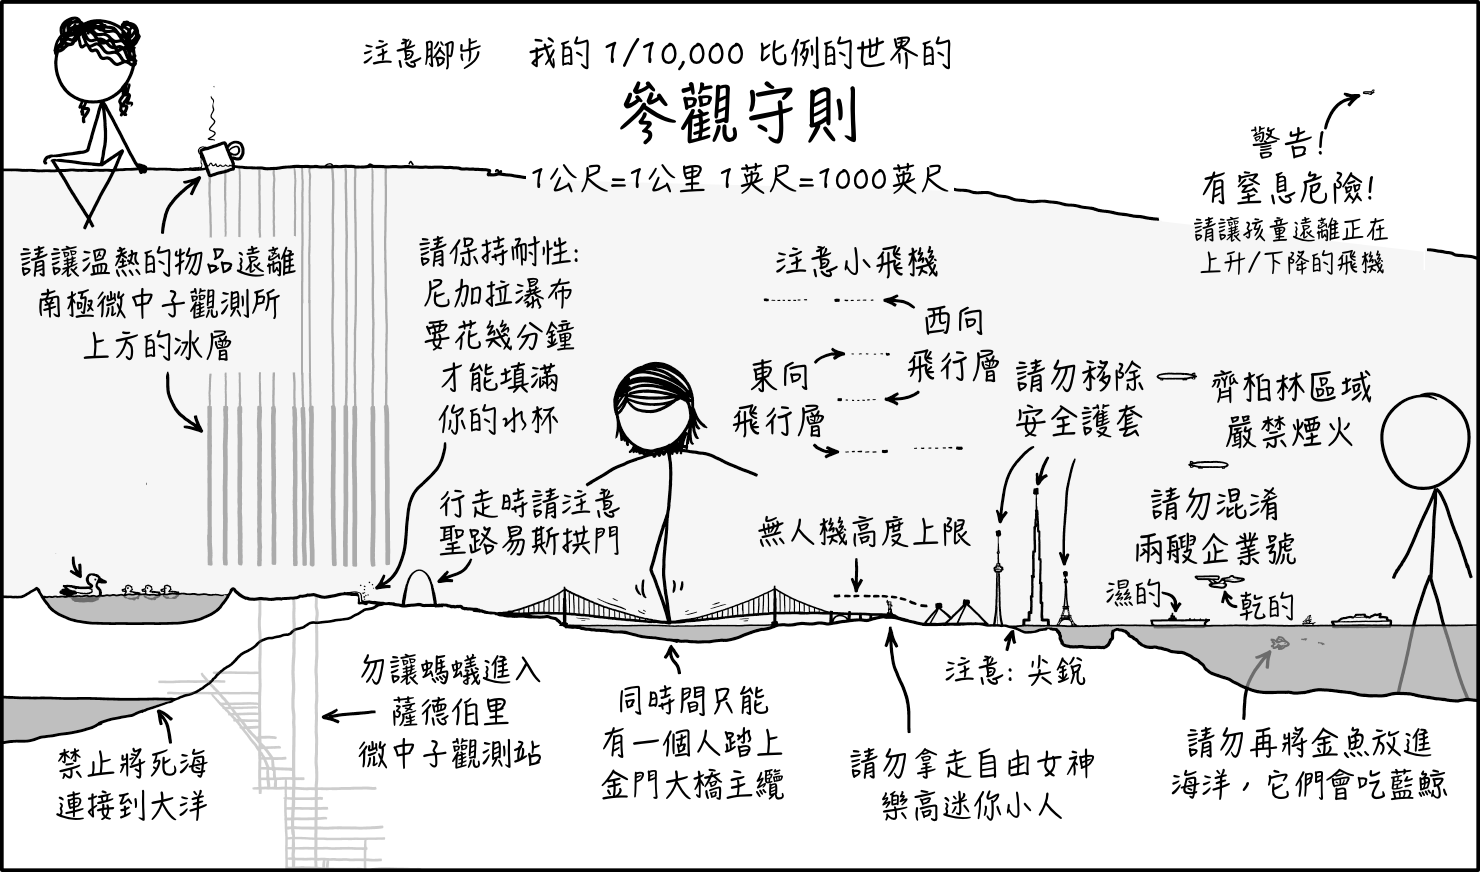 注意腳步 我的 1/10,000 比例的世界的
參觀守則
1公尺=1公里 1英尺=1000英尺
警告!
有窒息危險!
請讓孩童遠離正在
上升/下降的飛機
請讓溫熱的物品遠離
南極微中子觀測所
上方的冰層
請保持耐性:
尼加拉瀑布
要花幾分鐘
才能填滿
你的水杯
注意小飛機
西向
飛行層
東向
飛行層
請勿移除
安全護套
齊柏林區域
嚴禁煙火
行走時請注意
聖路易斯拱門
無人機高度上限
請勿混淆
兩艘企業號
濕的
乾的
勿讓螞蟻進入
薩德伯里
微中子觀測站
注意: 尖銳
同時間只能
有一個人踏上
金門大橋主纜
禁止將死海
連接到大洋
請勿拿走自由女神
樂高迷你小人
請勿再將金魚放進
海洋，它們會吃藍鯨